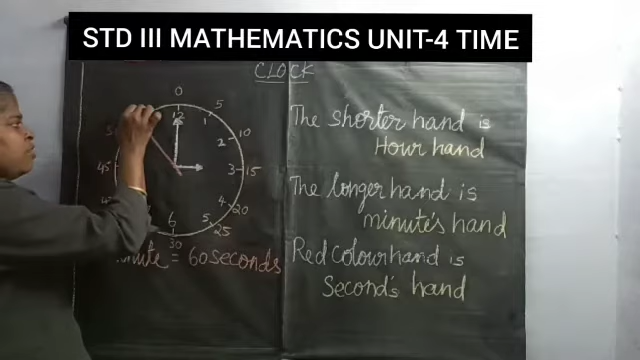 STD III MATHEMATICS UNIT-4 TIME
CLOCK
0
5
12
1
10
2
45
3 15
4
20
5
6
25
30
The shorter hand is
Hour hand
The longer hand is
minute's hand
Red colour hand is
Second's hand
= 60 seconds